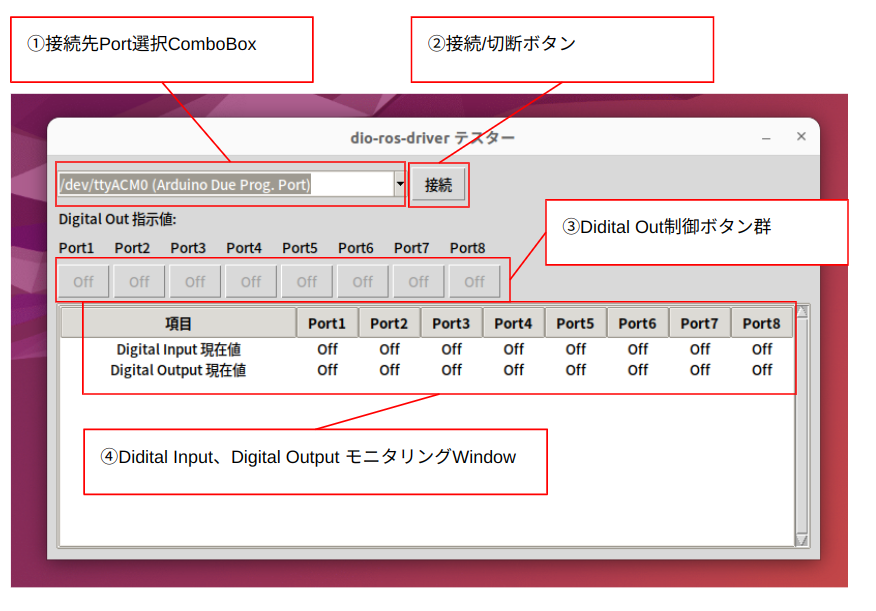 ①接続先Port選択ComboBox
②接続/切断ボタン
dio-ros-driver テスター
/dev/ttyACM0 (Arduino Due Prog. Port)
接続
Digital Out 指示値:
③Didital Out制御ボタン群
Port1 Port2 Port3 Port4 Port5 Port6 Port7 Port8
Off Off Off Off Off Off Off Off
項目 Port1 Port2 Port3 Port4 Port5 Port6 Port7 Port8
Digital Input 現在値 Off Off Off Off Off Off Off Off
Digital Output 現在値 Off Off Off Off Off Off Off Off
④Didital Input、Digital Output モニタリングWindow